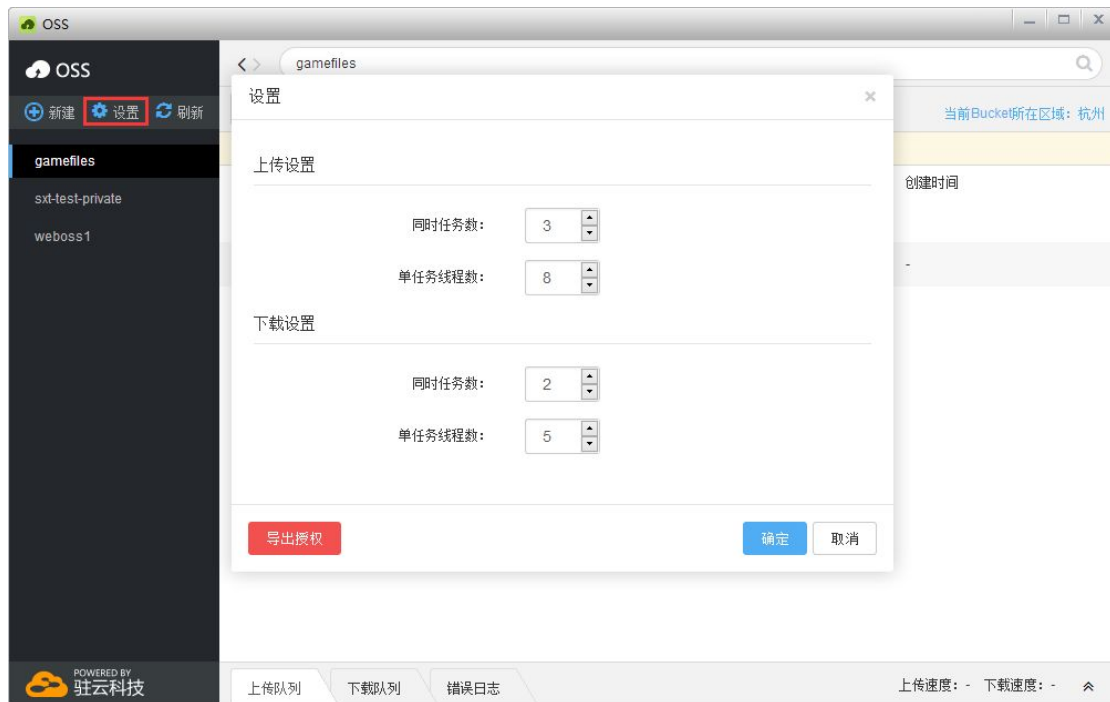 OSS
OSS
gamefiles
新建 设置 刷新
设置
当前Bucket所在区域：杭州
gamefiles
上传设置
创建时间
sxt-test-private
同时任务数： 3
weboss1
单任务线程数： 8
-
下载设置
同时任务数： 2
单任务线程数： 5
导出授权
确定
取消
POWERED BY
驻云科技
上传队列
下载队列
错误日志
上传速度：- 下载速度：-